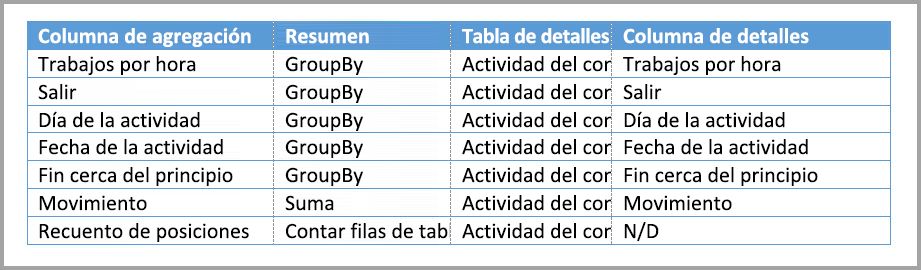 Columna de agregación Resumen Tabla de detalles Columna de detalles
Trabajos por hora GroupBy Actividad del cor Trabajos por hora
Salir GroupBy Actividad del cor Salir
Día de la actividad GroupBy Actividad del cor Día de la actividad
Fecha de la actividad GroupBy Actividad del cor Fecha de la actividad
Fin cerca del principio GroupBy Actividad del cor Fin cerca del principio
Movimiento Suma Actividad del cor Movimiento
Recuento de posiciones Contar filas de tab Actividad del cor N/D